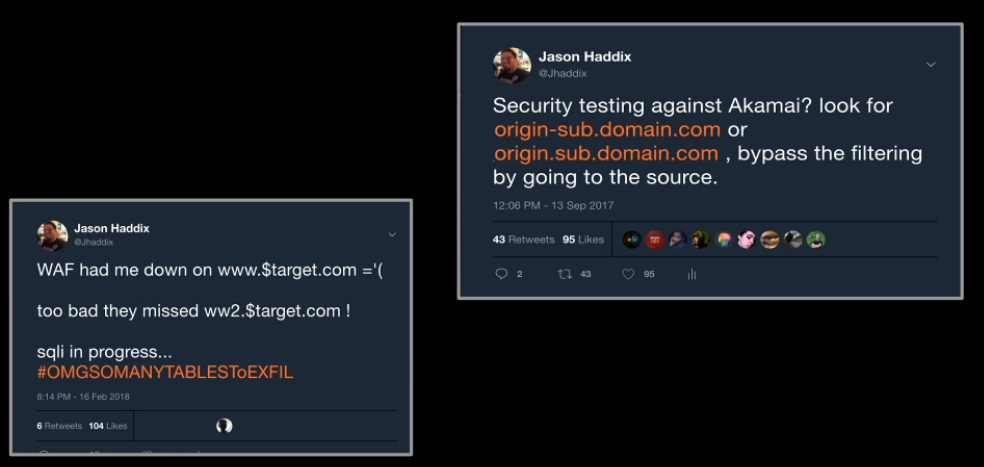 Jason Haddix
@Jhaddix
Security testing against Akamai? look for
origin-sub.domain.com or
origin.sub.domain.com , bypass the filtering
by going to the source.
12:06 PM - 13 Sep 2017
43 Retweets 95 Likes
2 43 95
Jason Haddix
@Jhaddix
WAF had me down on www.$target.com ='(
too bad they missed ww2.$target.com !
sqli in progress...
#OMGSOMANYTABLESToEXFIL
8:14 PM - 16 Feb 2018
6 Retweets 104 Likes